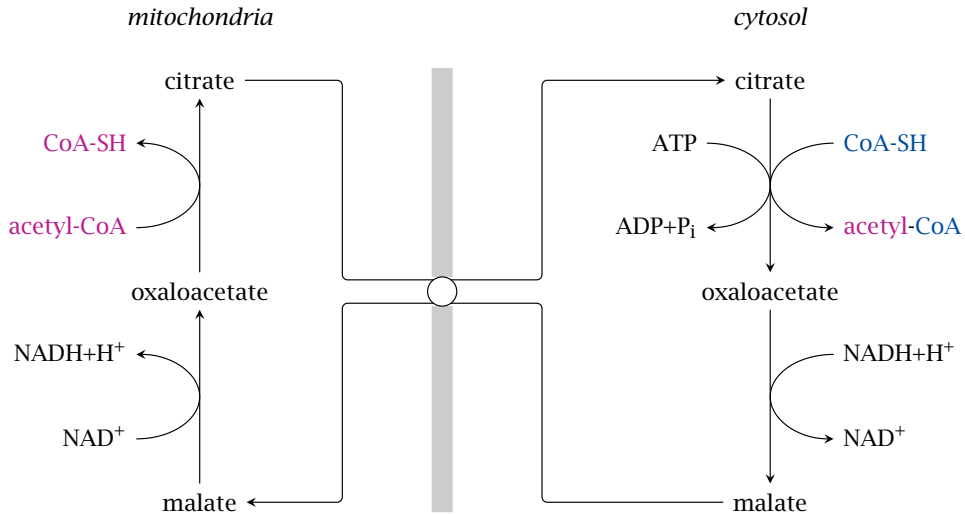 mitochondria
cytosol
citrate
citrate
CoA-SH
ATP
CoA-SH
acetyl-CoA
ADP+Pi
acetyl-CoA
oxaloacetate
oxaloacetate
NADH+H⁺
NADH+H⁺
NAD⁺
NAD⁺
malate
malate